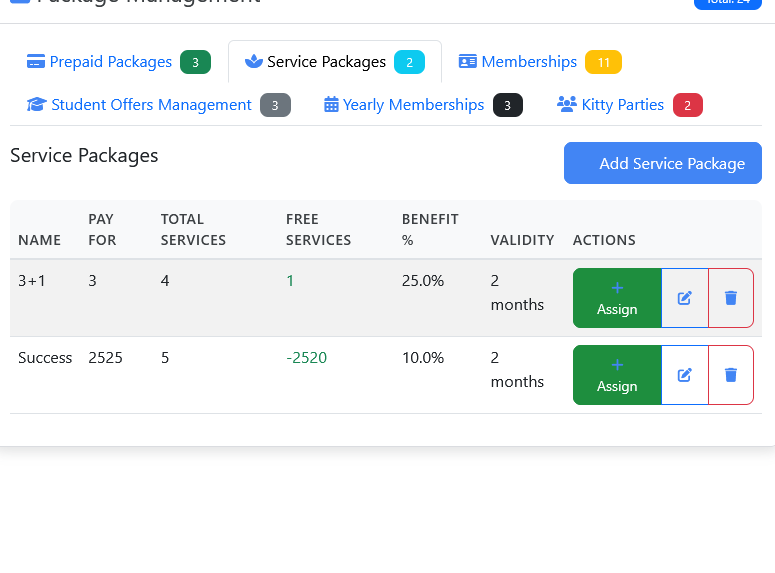 Package Management
Total: 24
Prepaid Packages 3
Service Packages 2
Memberships 11
Student Offers Management 3
Yearly Memberships 3
Kitty Parties 2
Service Packages
Add Service Package
NAME PAY FOR TOTAL SERVICES FREE SERVICES BENEFIT % VALIDITY ACTIONS
3+1 3 4 1 25.0% 2 months Assign
Success 2525 5 -2520 10.0% 2 months Assign